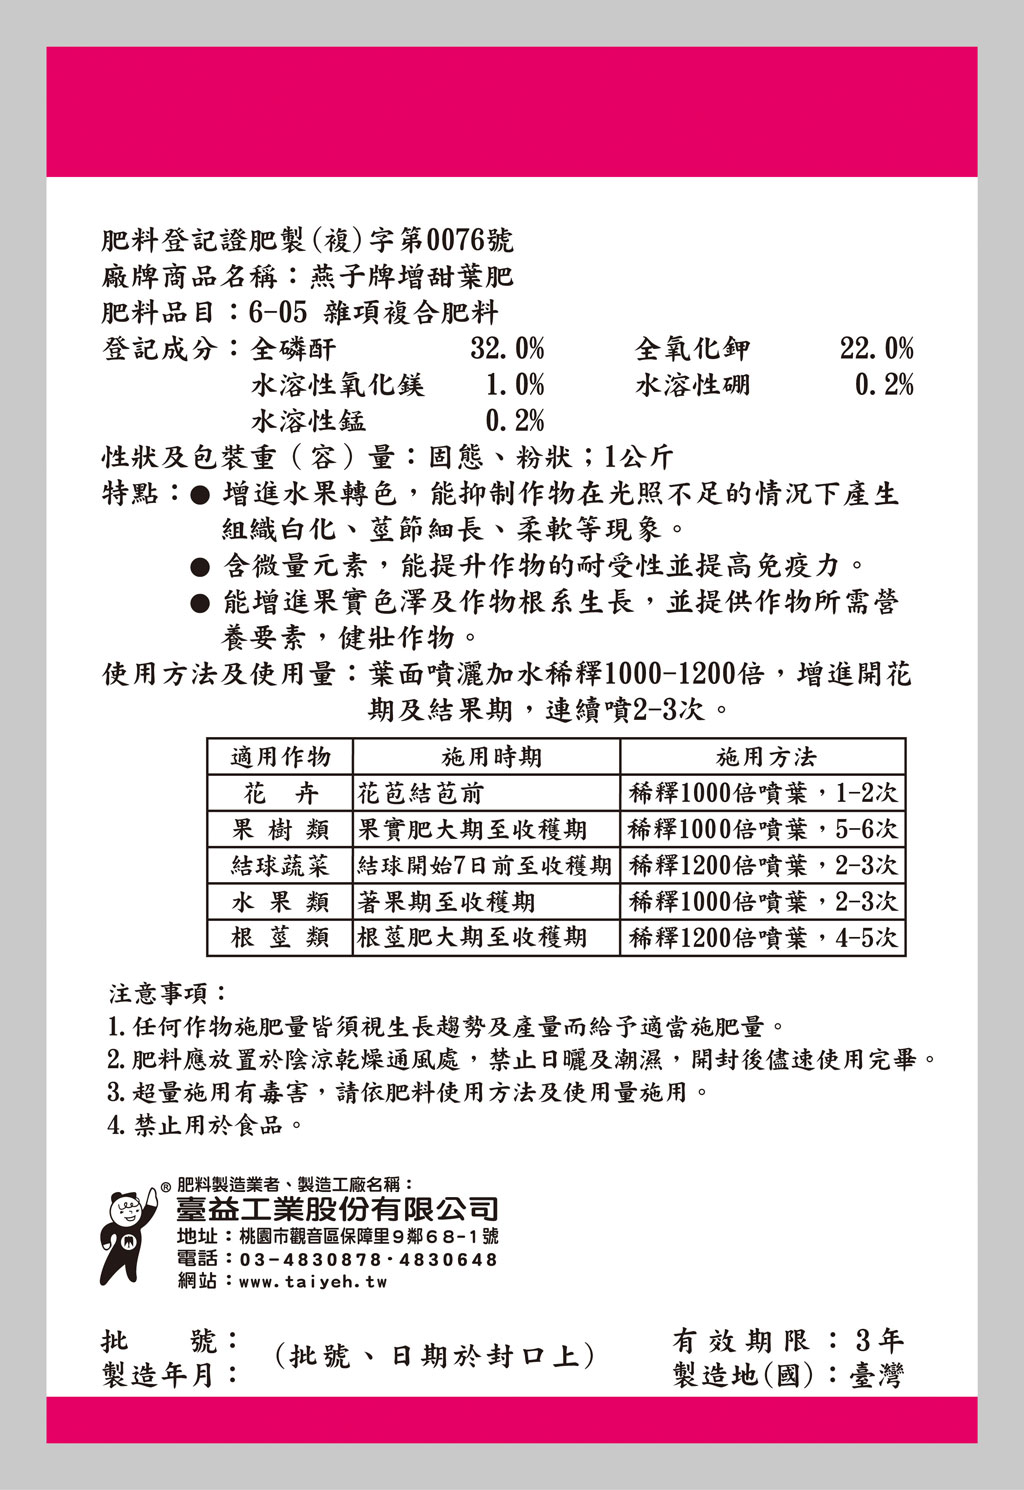 肥料登記證肥製(複)字第0076號
廠牌商品名稱：燕子牌增甜葉肥
肥料品目：6-05 雜項複合肥料
登記成分：全磷酐 32.0% 全氧化鉀 22.0%
水溶性氧化鎂 1.0% 水溶性硼 0.2%
水溶性錳 0.2%
性狀及包裝重（容）量：固態、粉狀；1公斤
特點：● 增進水果轉色，能抑制作物在光照不足的情況下產生
組織白化、莖節細長、柔軟等現象。
● 含微量元素，能提升作物的耐受性並提高免疫力。
● 能增進果實色澤及作物根系生長，並提供作物所需營
養要素，健壯作物。
使用方法及使用量：葉面噴灑加水稀釋1000-1200倍，增進開花
期及結果期，連續噴2-3次。
適用作物 施用時期 施用方法
花 卉 花苞結苞前 稀釋1000倍噴葉，1-2次
果樹類 果實肥大期至收穫期 稀釋1000倍噴葉，5-6次
結球蔬菜 結球開始7日前至收穫期 稀釋1200倍噴葉，2-3次
水果類 著果期至收穫期 稀釋1000倍噴葉，2-3次
根莖類 根莖肥大期至收穫期 稀釋1200倍噴葉，4-5次
注意事項：
1.任何作物施肥量皆須視生長趨勢及產量而給予適當施肥量。
2.肥料應放置於陰涼乾燥通風處，禁止日曬及潮濕，開封後儘速使用完畢。
3.超量施用有毒害，請依肥料使用方法及使用量施用。
4.禁止用於食品。
® 肥料製造業者、製造工廠名稱：
臺益工業股份有限公司
地址：桃園市觀音區保障里9鄰68-1號
電話：03-4830878·4830648
網站：www.taiyeh.tw
批 號： (批號、日期於封口上) 有效期限：3年
製造年月： 製造地(國)：臺灣